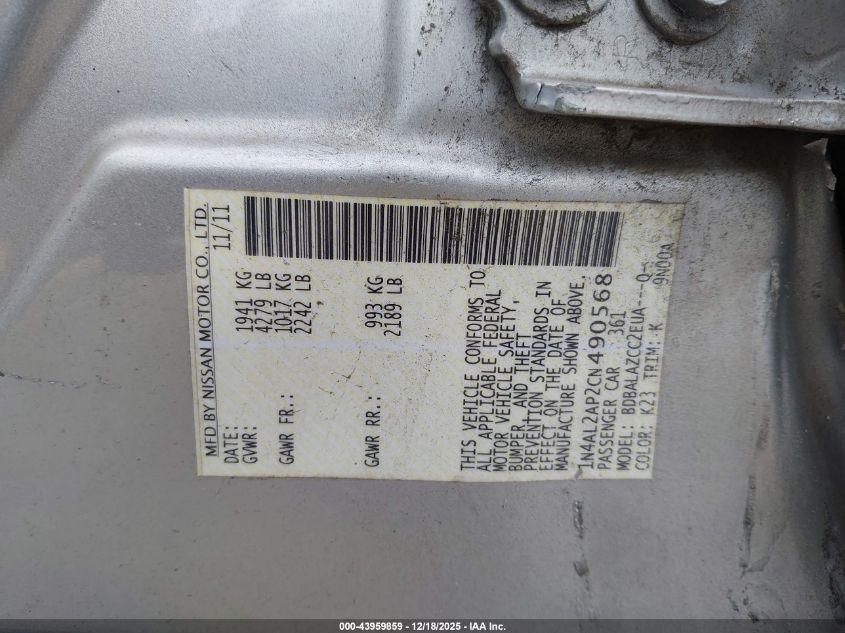 MFD BY NISSAN MOTOR CO., LTD.
DATE: 11/11
GVWR: 1941 KG
4279 LB
GAWR FR.: 1017 KG
2242 LB
GAWR RR.: 993 KG
2189 LB
THIS VEHICLE CONFORMS TO
ALL APPLICABLE FEDERAL
MOTOR VEHICLE SAFETY,
BUMPER, AND THEFT
PREVENTION STANDARDS IN
EFFECT ON THE DATE OF
MANUFACTURE SHOWN ABOVE.
1N4AL2AP2CN490568
PASSENGER CAR 361
MODEL: BDBALAZCC2EUA---0-
COLOR: K23 TRIM: K 9N00A
R
000-43959859 - 12/18/2025 - IAA Inc.